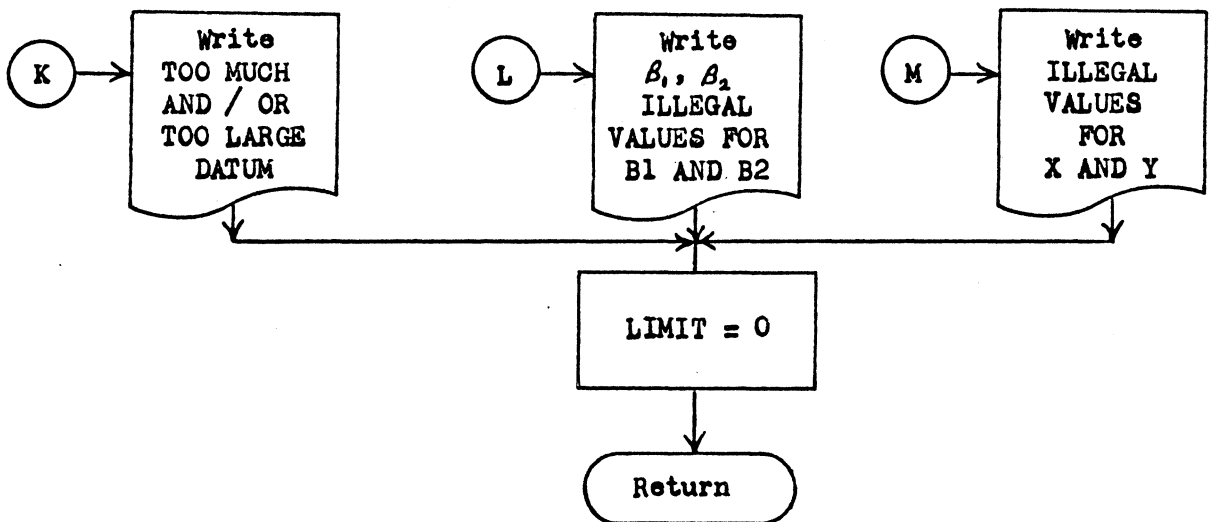 K
Write
TOO MUCH
AND / OR
TOO LARGE
DATUM
L
Write
β₁, β₂
ILLEGAL
VALUES FOR
B1 AND B2
M
Write
ILLEGAL
VALUES
FOR
X AND Y
LIMIT = 0
Return